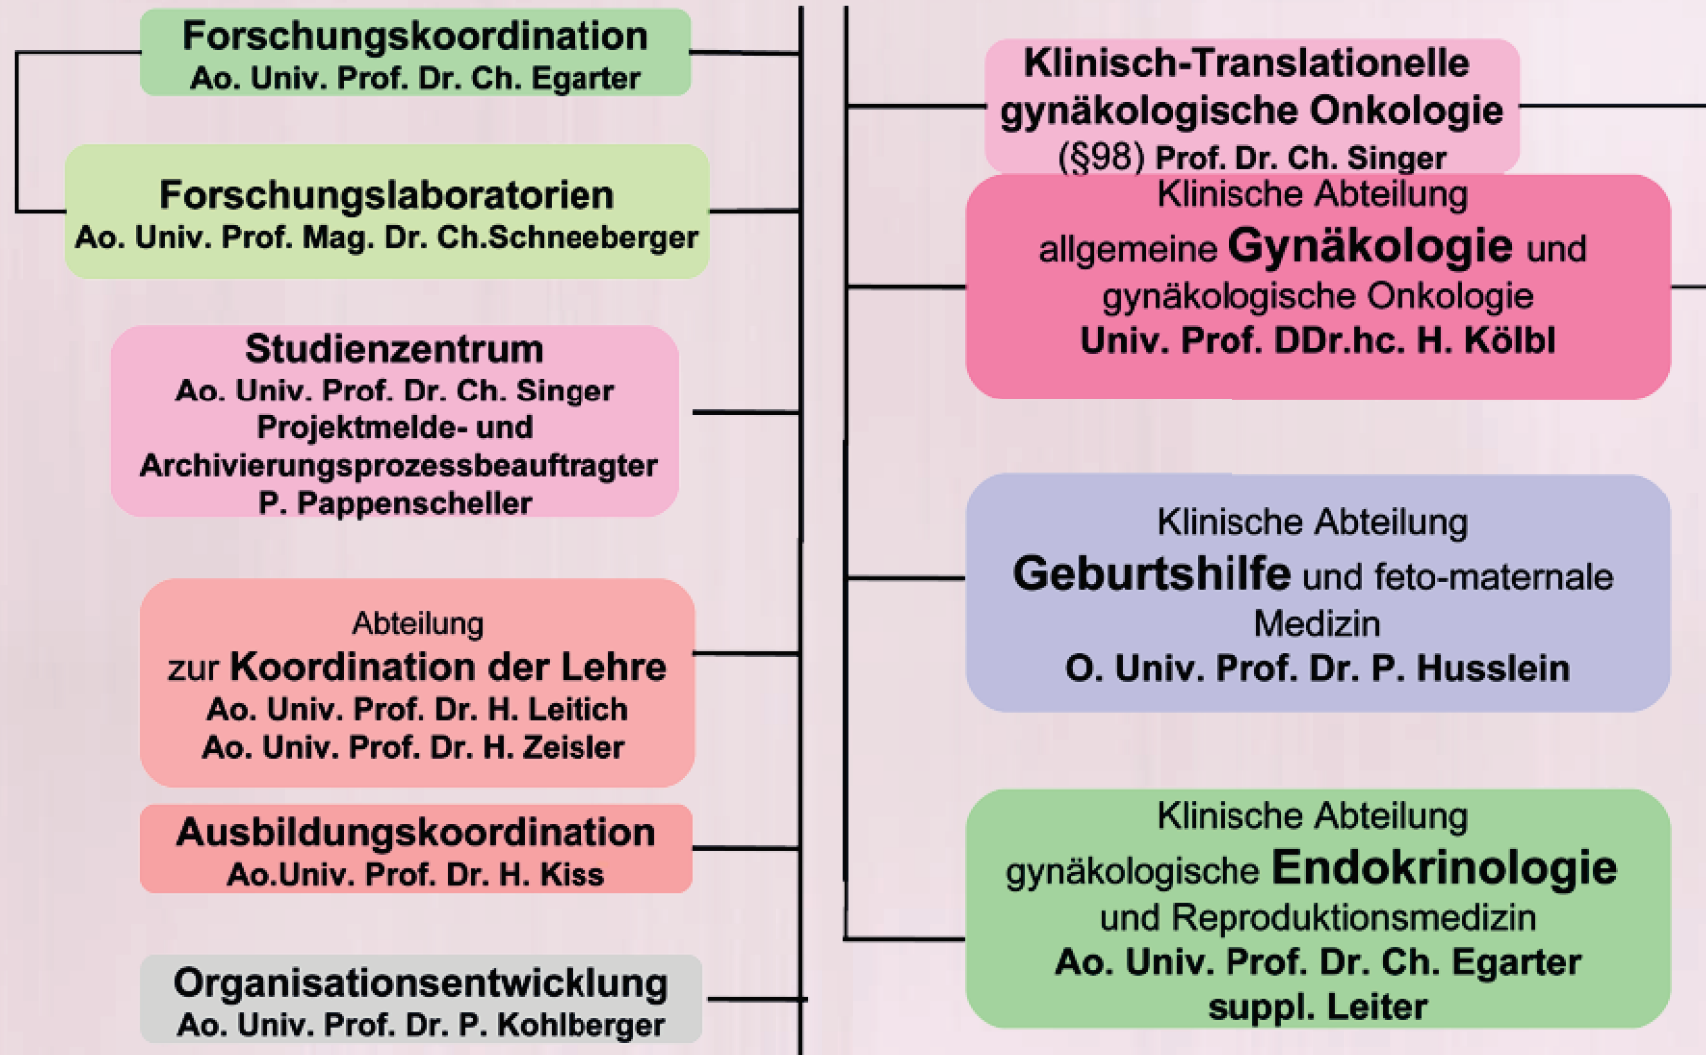 Forschungskoordination
Ao. Univ. Prof. Dr. Ch. Egarter
Forschungslaboratorien
Ao. Univ. Prof. Mag. Dr. Ch.Schneeberger
Studienzentrum
Ao. Univ. Prof. Dr. Ch. Singer
Projektmelde- und
Archivierungsprozessbeauftragter
P. Pappenscheller
Abteilung
zur Koordination der Lehre
Ao. Univ. Prof. Dr. H. Leitich
Ao. Univ. Prof. Dr. H. Zeisler
Ausbildungskoordination
Ao.Univ. Prof. Dr. H. Kiss
Organisationsentwicklung
Ao. Univ. Prof. Dr. P. Kohlberger
Klinisch-Translationelle
gynäkologische Onkologie
(§98) Prof. Dr. Ch. Singer
Klinische Abteilung
allgemeine Gynäkologie und
gynäkologische Onkologie
Univ. Prof. DDr.hc. H. Kölbl
Klinische Abteilung
Geburtshilfe und feto-maternale
Medizin
O. Univ. Prof. Dr. P. Husslein
Klinische Abteilung
gynäkologische Endokrinologie
und Reproduktionsmedizin
Ao. Univ. Prof. Dr. Ch. Egarter
suppl. Leiter